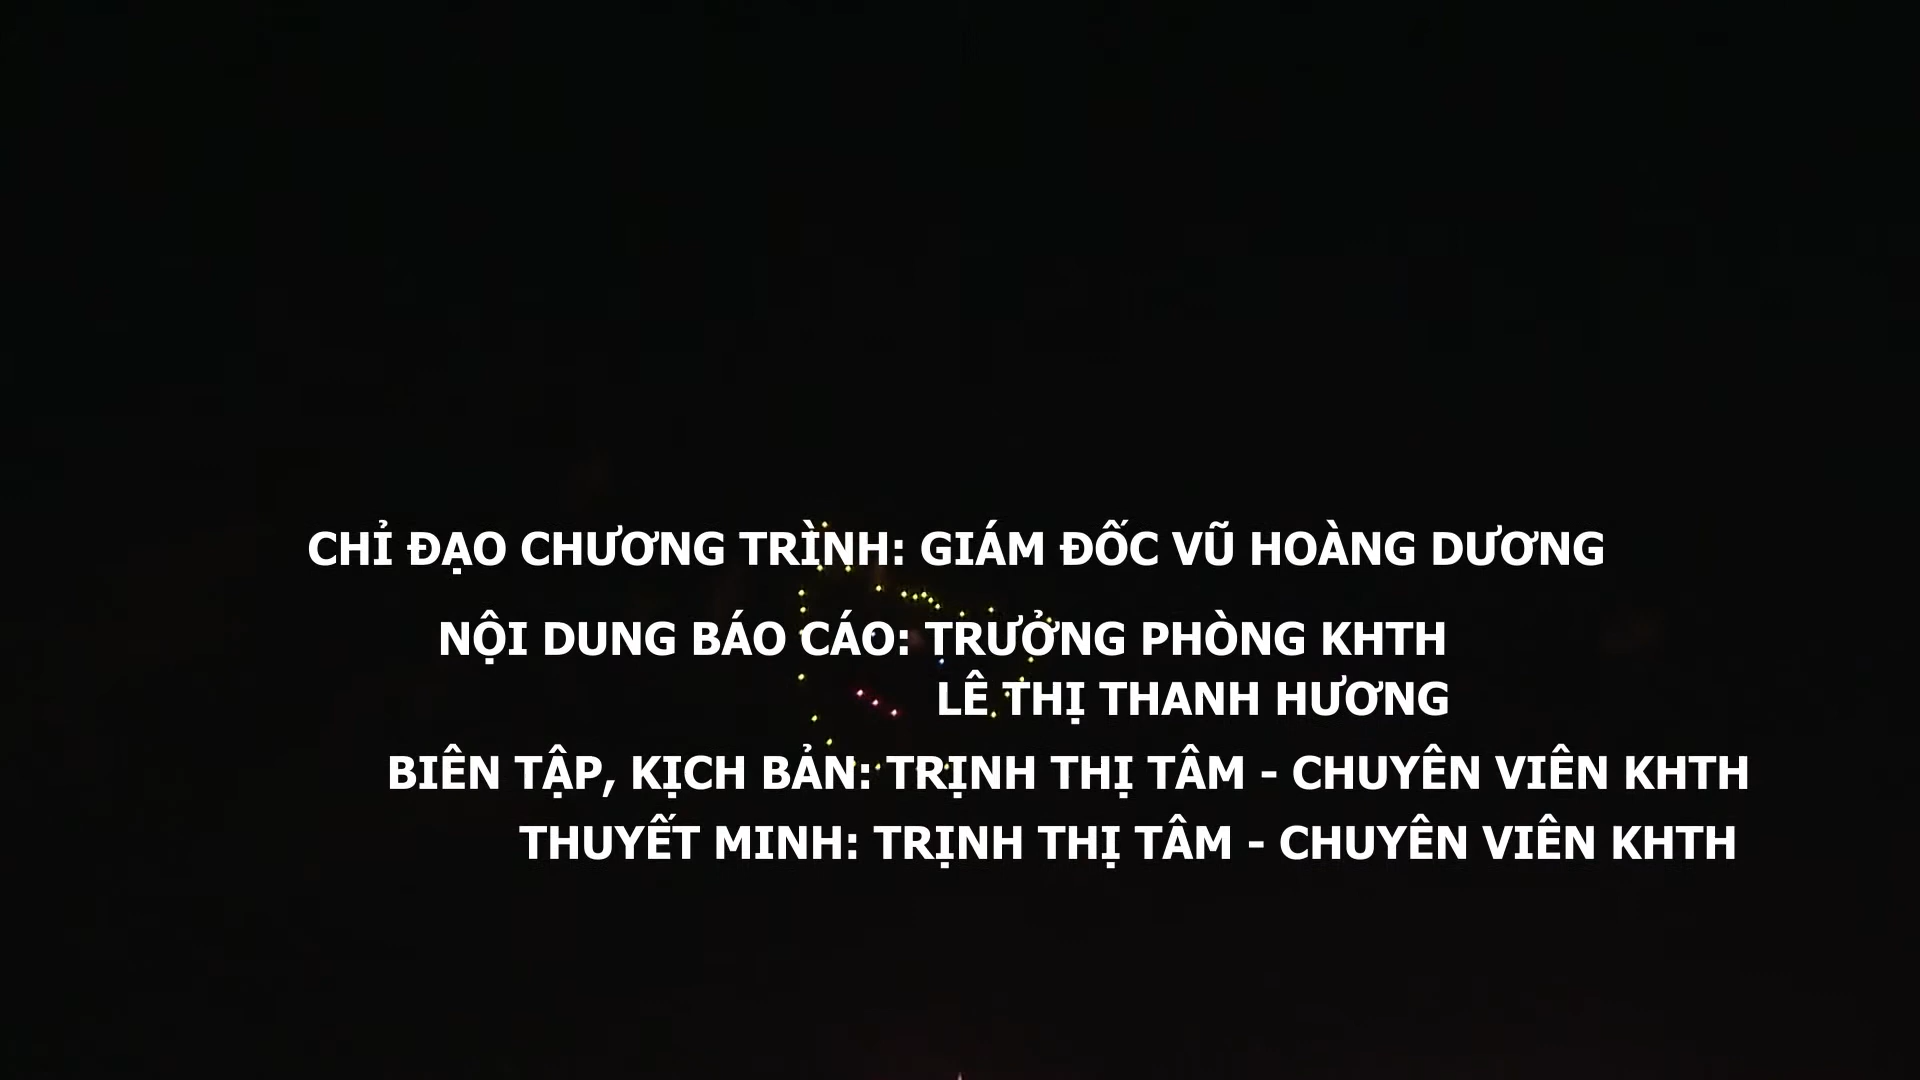 CHỈ ĐẠO CHƯƠNG TRÌNH: GIÁM ĐỐC VŨ HOÀNG DƯƠNG
NỘI DUNG BÁO CÁO: TRƯỞNG PHÒNG KHTH
LÊ THỊ THANH HƯƠNG
BIÊN TẬP, KỊCH BẢN: TRỊNH THỊ TÂM - CHUYÊN VIÊN KHTH
THUYẾT MINH: TRỊNH THỊ TÂM - CHUYÊN VIÊN KHTH